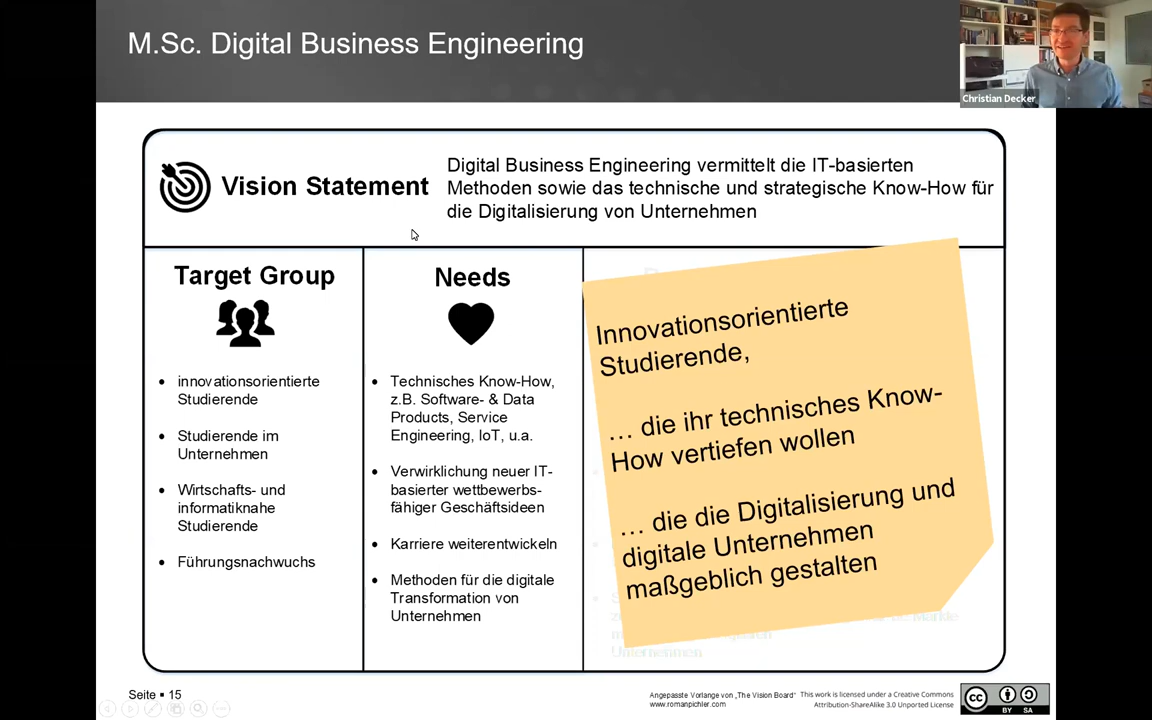 M.Sc. Digital Business Engineering
Christian Decker
Vision Statement
Digital Business Engineering vermittelt die IT-basierten
Methoden sowie das technische und strategische Know-How für
die Digitalisierung von Unternehmen
Target Group
• innovationsorientierte
Studierende
• Studierende im
Unternehmen
• Wirtschafts- und
informatiknahe
Studierende
• Führungsnachwuchs
Needs
• Technisches Know-How,
z.B. Software- & Data
Products, Service
Engineering, IoT, u.a.
• Verwirklichung neuer IT-
basierter wettbewerbs-
fähiger Geschäftsideen
• Karriere weiterentwickeln
• Methoden für die digitale
Transformation von
Unternehmen
Innovationsorientierte
Studierende,
… die ihr technisches Know-
How vertiefen wollen
… die die Digitalisierung und
digitale Unternehmen
maßgeblich gestalten
Märkte
Unternehmen
Seite ▪ 15
Angepasste Vorlage von „The Vision Board“
www.romanpichler.com
This work is licensed under a Creative Commons
Attribution-ShareAlike 3.0 Unported License
cc BY SA